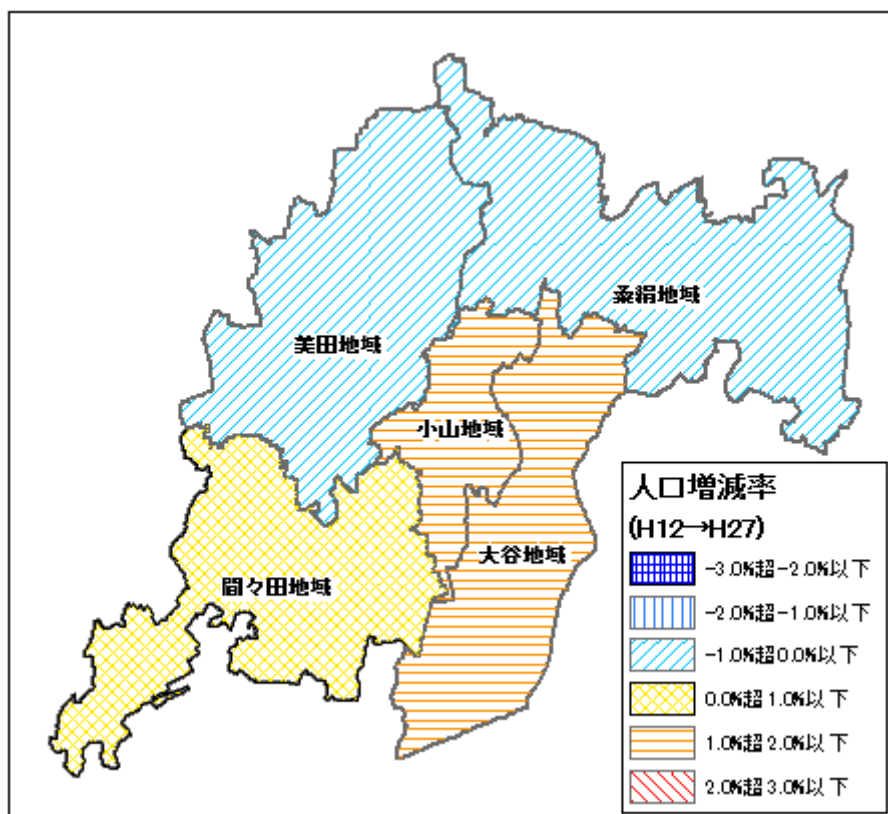 桑絹地域
美田地域
小山地域
大谷地域
間々田地域
人口増減率
(H12→H27)
-3.0%超-2.0%以下
-2.0%超-1.0%以下
-1.0%超0.0%以下
0.0%超1.0%以下
1.0%超2.0%以下
2.0%超3.0%以下